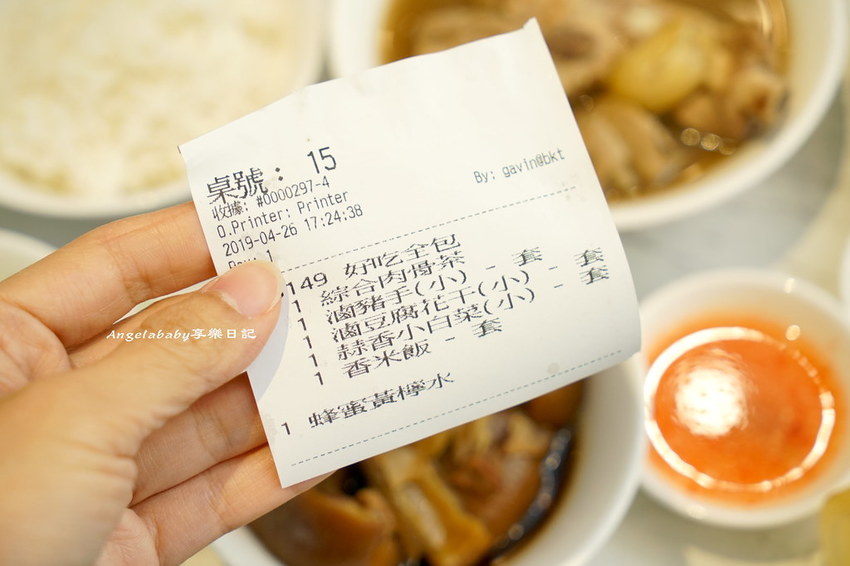 桌號: 15
收據: #0000297-4
O.Printer: Printer
2019-04-26 17:24:38
By: gavin@bkt
149 好吃全包
1 綜合肉骨茶
1 滷豬手(小) - 套
1 滷豆腐花干(小) - 套
1 蒜香小白菜(小) - 套
1 香米飯 - 套
1 蜂蜜黃檸水
Angelababy享樂日記